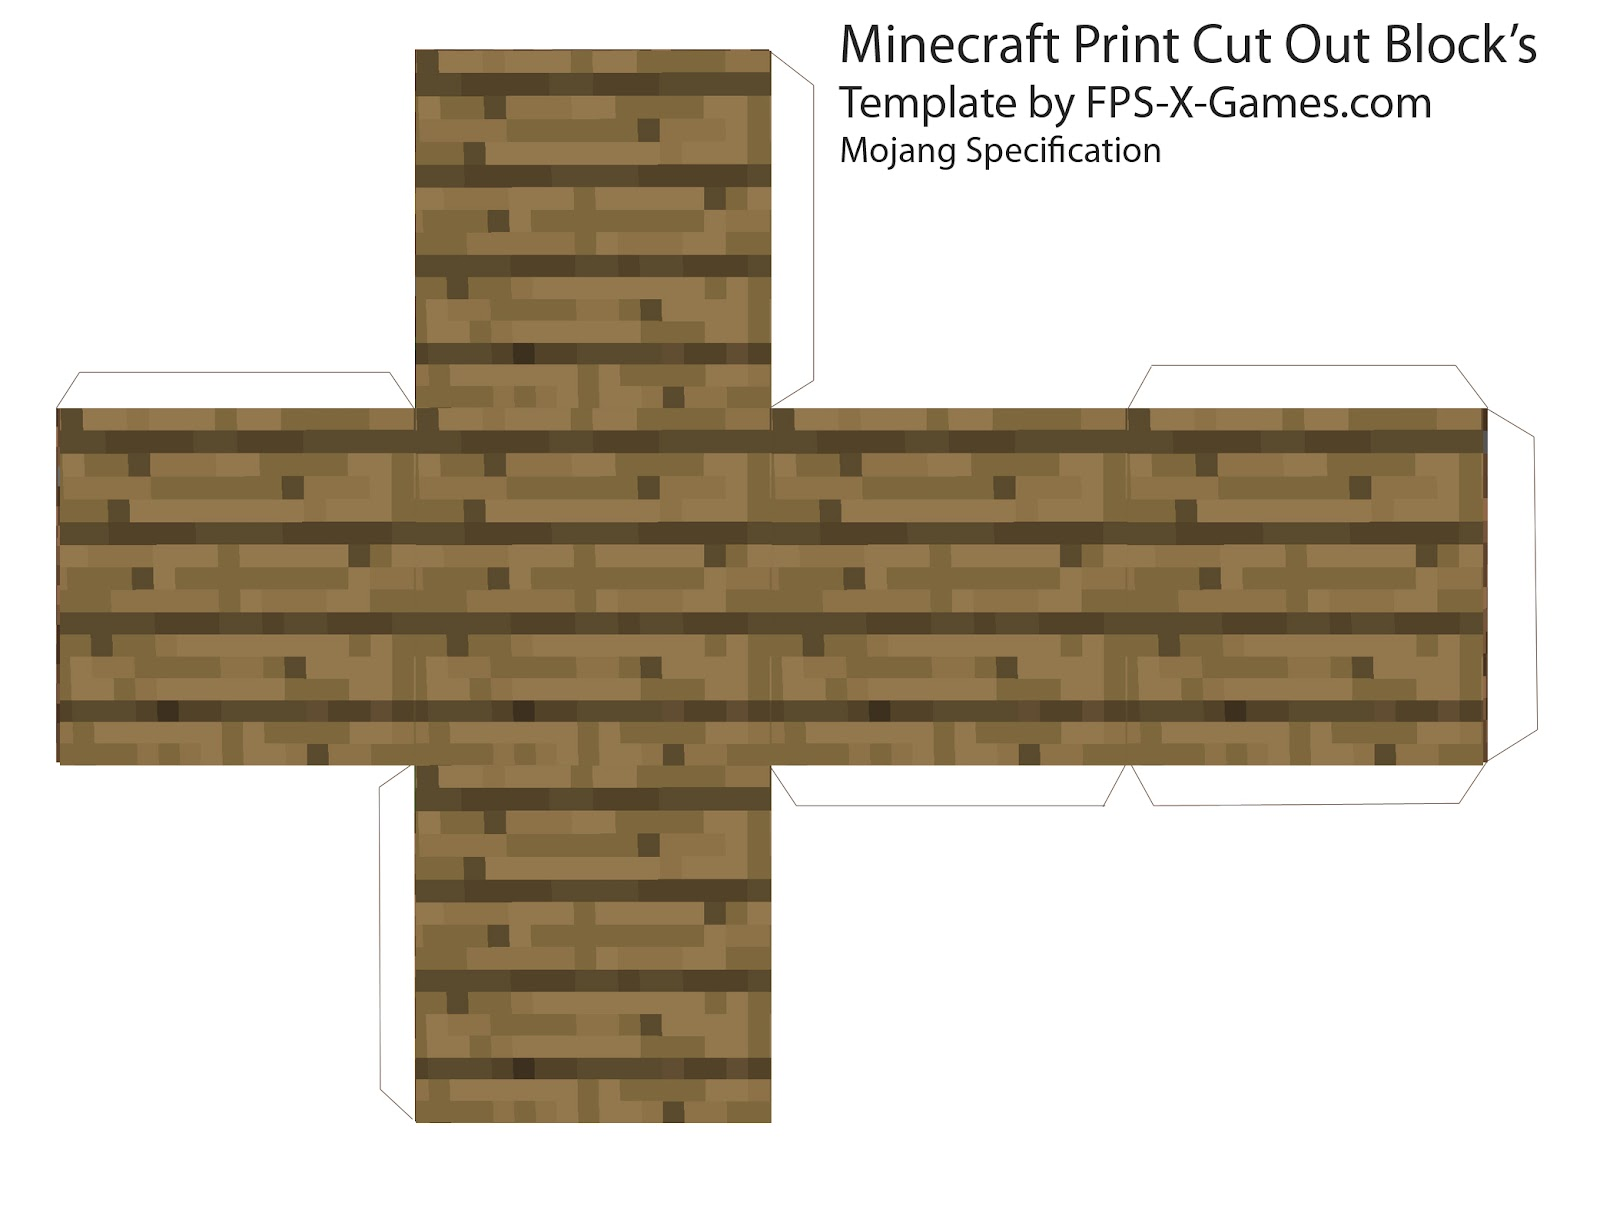 Minecraft Print Cut Out Block’s
Template by FPS-X-Games.com
Mojang Specification